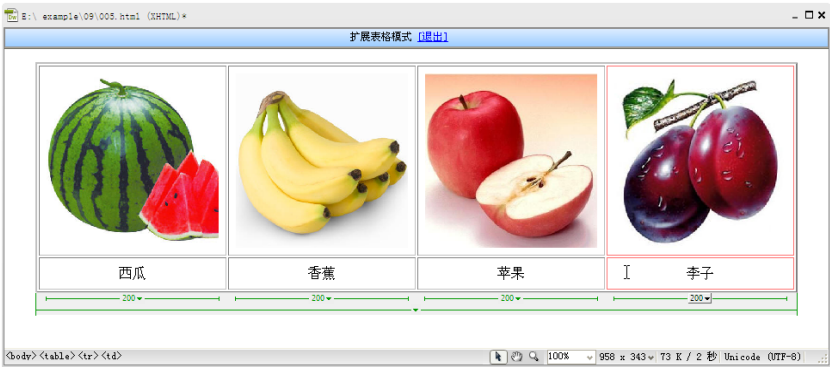 E:\ example\09\005.html (XHTML)*
扩展表格模式 [退出]
西瓜 香蕉 苹果 李子
200 200 200 200
<body> <table> <tr> <td> 100% 958 x 343 73 K / 2 秒 Unicode (UTF-8)